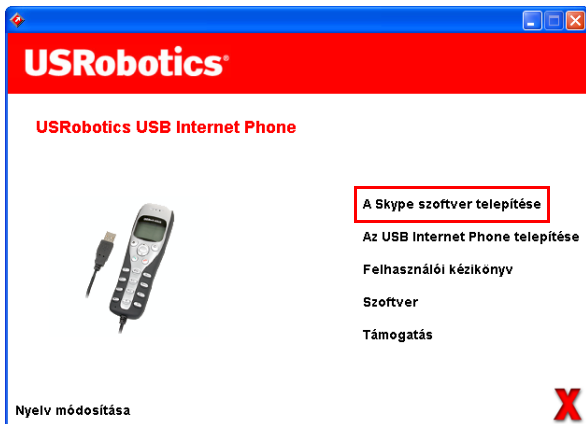 USRobotics®
USRobotics USB Internet Phone
A Skype szoftver telepítése
Az USB Internet Phone telepítése
Felhasználói kézikönyv
Szoftver
Támogatás
Nyelv módosítása
X